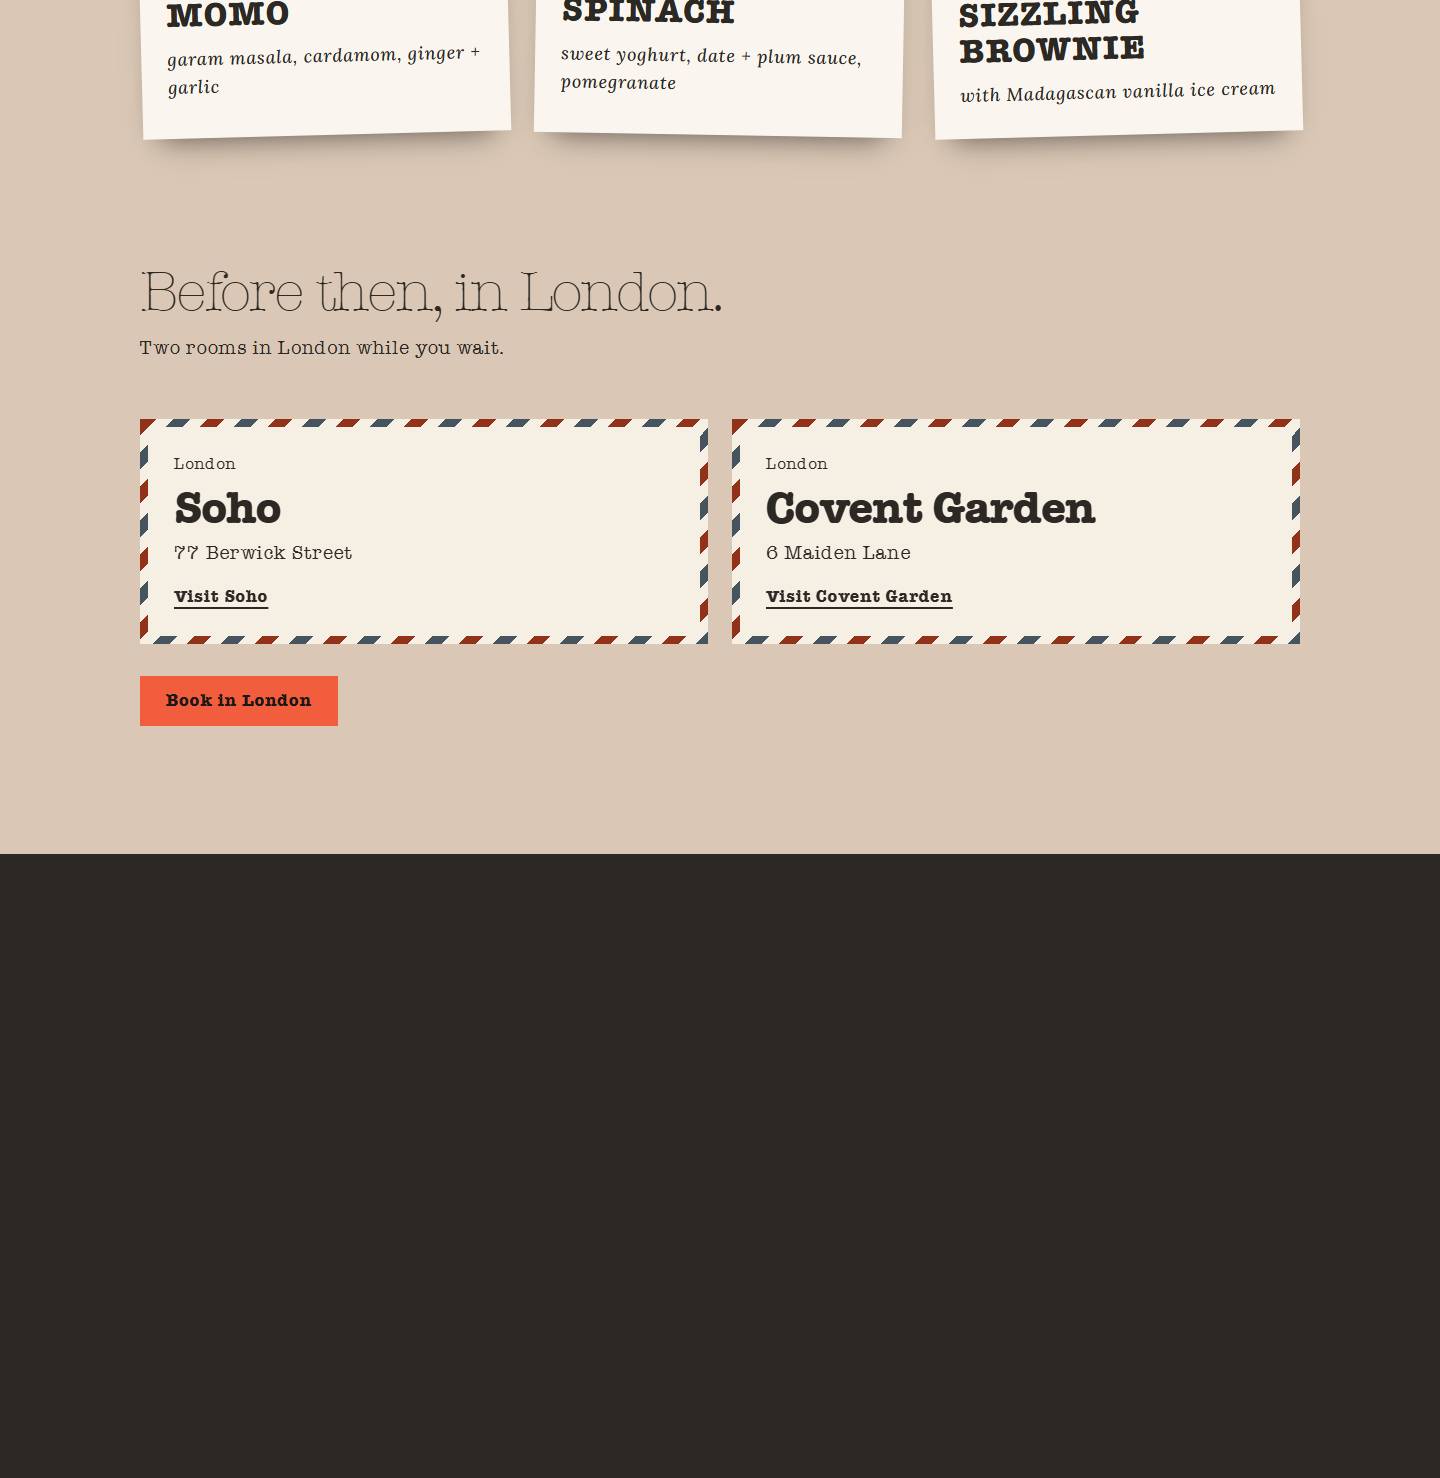 MOMO
garam masala, cardamom, ginger +
garlic
SPINACH
sweet yoghurt, date + plum sauce,
pomegranate
SIZZLING
BROWNIE
with Madagascan vanilla ice cream
Before then, in London.
Two rooms in London while you wait.
London
Soho
77 Berwick Street
Visit Soho
London
Covent Garden
6 Maiden Lane
Visit Covent Garden
Book in London